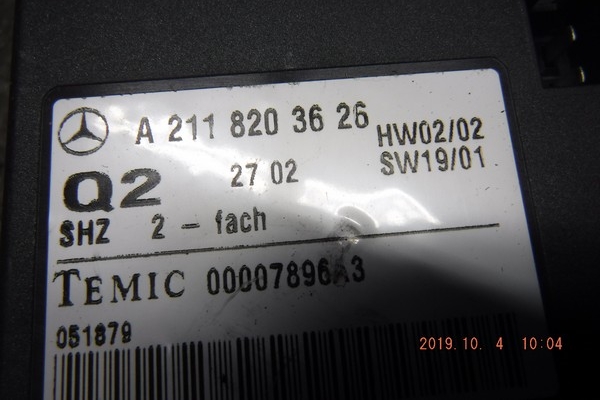 A 211 820 36 26
HW02/02
Q2
27 02
SW19/01
SHZ 2 - fach
TEMIC
051879
2019.10. 4 10:04